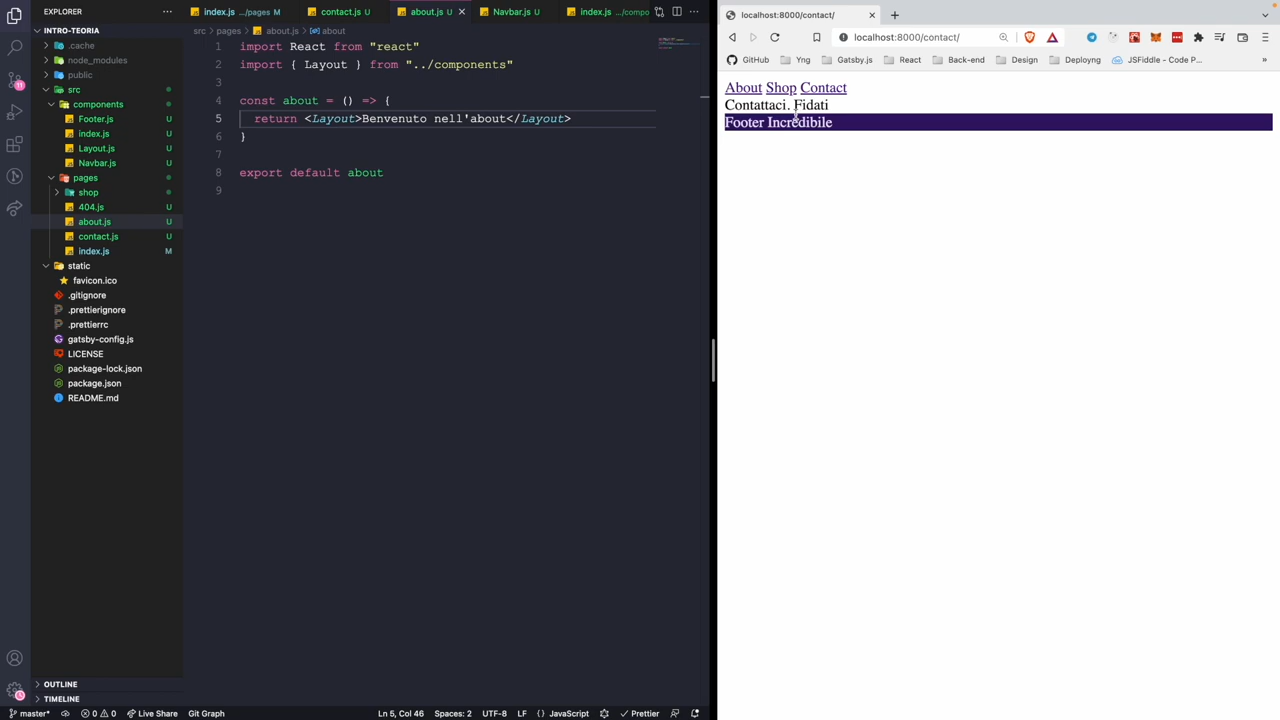 EXPLORER
INTRO-TEORIA
.cache
node_modules
public
src
components
Footer.js U
index.js U
Layout.js U
Navbar.js U
pages
shop
404.js U
about.js U
contact.js U
index.js M
static
favicon.ico
.gitignore
.prettierignore
.prettierrc
gatsby-config.js
LICENSE
package-lock.json
package.json
README.md
OUTLINE
TIMELINE
11
index.js .../pages M
contact.js U
about.js U
Navbar.js U
index.js .../compo
src > pages > about.js > about
1 import React from "react"
2 import { Layout } from "../components"
3
4 const about = () => {
5 return <Layout>Benvenuto nell'about</Layout>
6 }
7
8 export default about
9
master*
0 0
Live Share
Git Graph
Ln 5, Col 46
Spaces: 2
UTF-8
LF
{} JavaScript
Prettier
localhost:8000/contact/
localhost:8000/contact/
GitHub
Yng
Gatsby.js
React
Back-end
Design
Deployng
JSFiddle - Code P...
About Shop Contact
Contattaci. Fidati
Footer Incredibile